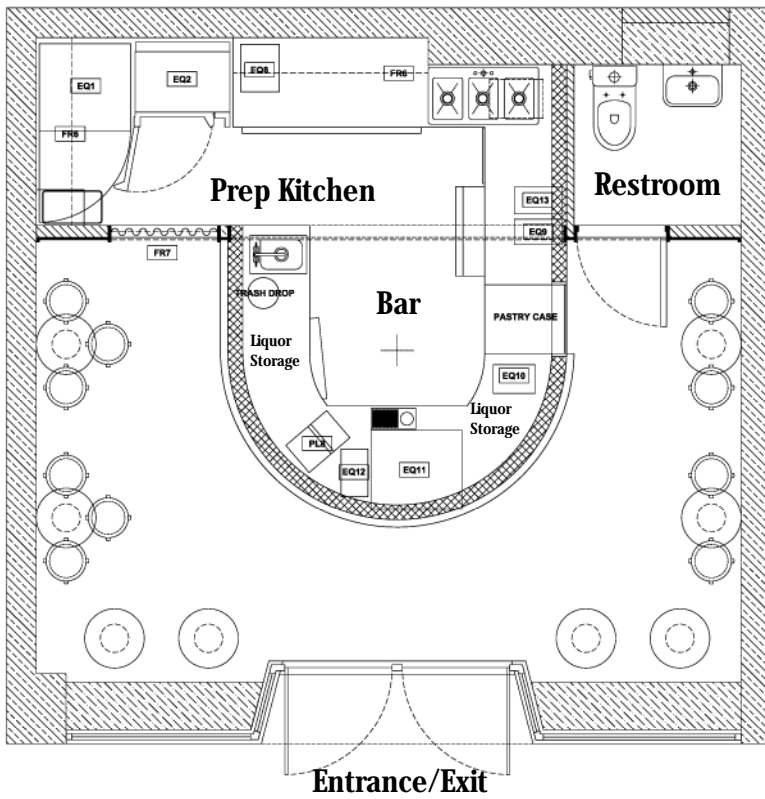 EQ1
EQ2
EQ8
FR6
FR6
Prep Kitchen
Restroom
EQ13
EQ9
FR7
TRASH DROP
Bar
PASTRY CASE
Liquor
Storage
EQ10
Liquor
Storage
PL8
EQ12
EQ11
Entrance/Exit